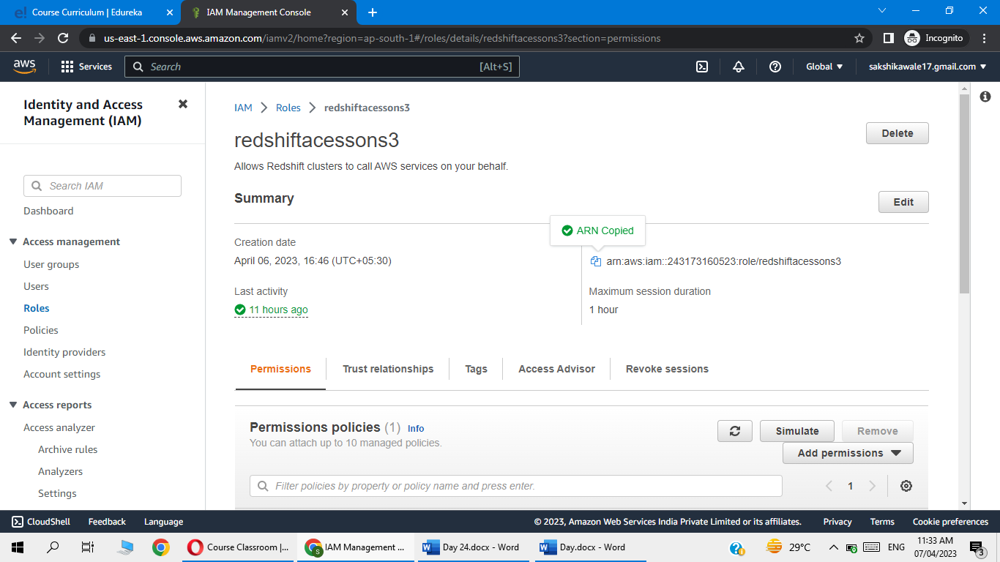 Course Curriculum | Edureka
IAM Management Console
us-east-1.console.aws.amazon.com/iamv2/home?region=ap-south-1#/roles/details/redshiftacessons3?section=permissions
Incognito
aws
Services
Search
[Alt+S]
Global
sakshikawale17.gmail.com
Identity and Access
Management (IAM)
Search IAM
Dashboard
Access management
User groups
Users
Roles
Policies
Identity providers
Account settings
Access reports
Access analyzer
Archive rules
Analyzers
Settings
IAM
Roles
redshiftacessons3
redshiftacessons3
Delete
Allows Redshift clusters to call AWS services on your behalf.
Summary
Edit
ARN Copied
Creation date
April 06, 2023, 16:46 (UTC+05:30)
arn:aws:iam::243173160523:role/redshiftacessons3
Last activity
11 hours ago
Maximum session duration
1 hour
Permissions
Trust relationships
Tags
Access Advisor
Revoke sessions
Permissions policies (1) Info
You can attach up to 10 managed policies.
Simulate
Remove
Add permissions
Filter policies by property or policy name and press enter.
1
CloudShell
Feedback
Language
© 2023, Amazon Web Services India Private Limited or its affiliates.
Privacy
Terms
Cookie preferences
Course Classroom |...
IAM Management ...
Day 24.docx - Word
Day.docx - Word
29°C
ENG
11:33 AM
07/04/2023
3